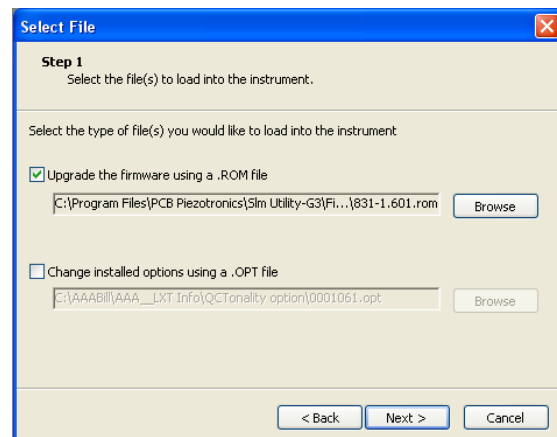 Select File
Step 1
Select the file(s) to load into the instrument.
Select the type of file(s) you would like to load into the instrument
Upgrade the firmware using a .ROM file
C:\Program Files\PCB Piezotronics\Slm Utility-G3\Fi...\831-1.601.rom
Browse
Change installed options using a .OPT file
C:\AAABill\AAA__LXT Info\QCTonality option\0001061.opt
Browse
< Back
Next >
Cancel